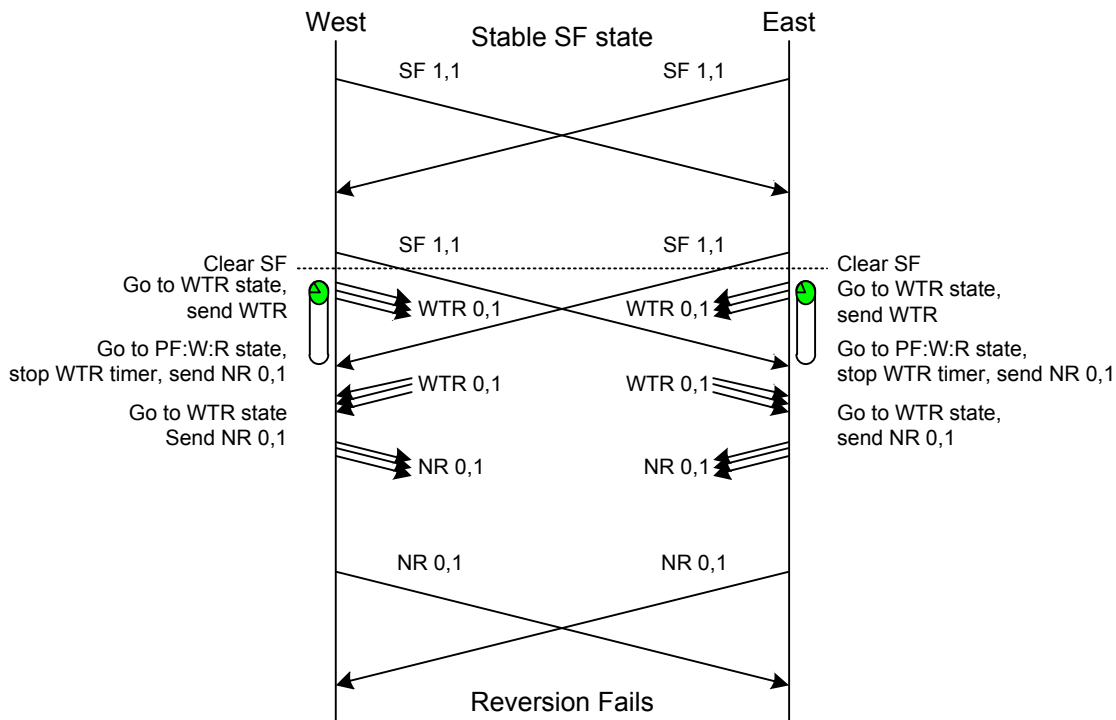 West
East
Stable SF state
SF 1,1
SF 1,1
SF 1,1
SF 1,1
Clear SF
Clear SF
Go to WTR state,
send WTR
WTR 0,1
WTR 0,1
Go to WTR state,
send WTR
Go to PF:W:R state,
stop WTR timer, send NR 0,1
Go to PF:W:R state,
stop WTR timer, send NR 0,1
WTR 0,1
WTR 0,1
Go to WTR state
Send NR 0,1
Go to WTR state,
send NR 0,1
NR 0,1
NR 0,1
NR 0,1
NR 0,1
Reversion Fails